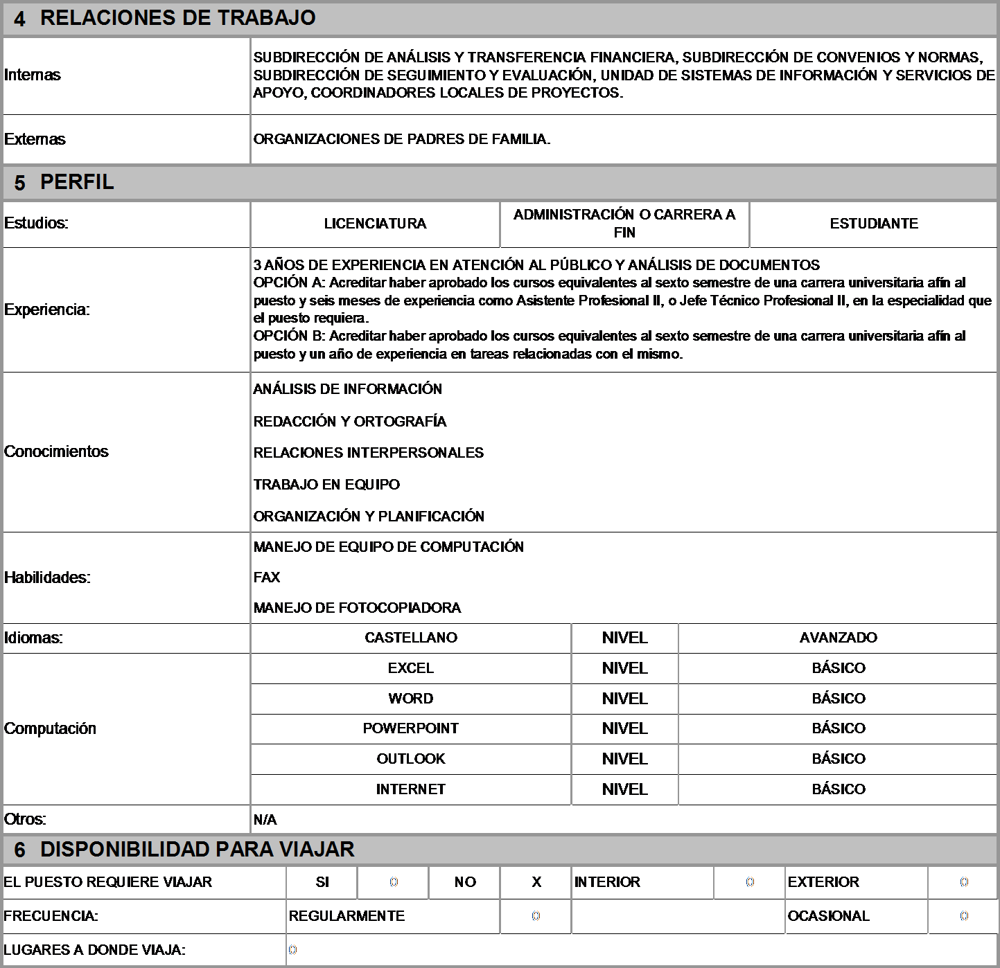 4 RELACIONES DE TRABAJO
Internas
SUBDIRECCIÓN DE ANÁLISIS Y TRANSFERENCIA FINANCIERA, SUBDIRECCIÓN DE CONVENIOS Y NORMAS,
SUBDIRECCIÓN DE SEGUIMIENTO Y EVALUACIÓN, UNIDAD DE SISTEMAS DE INFORMACIÓN Y SERVICIOS DE
APOYO, COORDINADORES LOCALES DE PROYECTOS.
Externas
ORGANIZACIONES DE PADRES DE FAMILIA.
5 PERFIL
Estudios:
LICENCIATURA
ADMINISTRACIÓN O CARRERA A
FIN
ESTUDIANTE
Experiencia:
3 AÑOS DE EXPERIENCIA EN ATENCIÓN AL PÚBLICO Y ANÁLISIS DE DOCUMENTOS
OPCIÓN A: Acreditar haber aprobado los cursos equivalentes al sexto semestre de una carrera universitaria afín al
puesto y seis meses de experiencia como Asistente Profesional II, o Jefe Técnico Profesional II, en la especialidad que
el puesto requiera.
OPCIÓN B: Acreditar haber aprobado los cursos equivalentes al sexto semestre de una carrera universitaria afín al
puesto y un año de experiencia en tareas relacionadas con el mismo.
Conocimientos
ANÁLISIS DE INFORMACIÓN
REDACCIÓN Y ORTOGRAFÍA
RELACIONES INTERPERSONALES
TRABAJO EN EQUIPO
ORGANIZACIÓN Y PLANIFICACIÓN
Habilidades:
MANEJO DE EQUIPO DE COMPUTACIÓN
FAX
MANEJO DE FOTOCOPIADORA
Idiomas: CASTELLANO NIVEL AVANZADO
Computación
EXCEL NIVEL BÁSICO
WORD NIVEL BÁSICO
POWERPOINT NIVEL BÁSICO
OUTLOOK NIVEL BÁSICO
INTERNET NIVEL BÁSICO
Otros: N/A
6 DISPONIBILIDAD PARA VIAJAR
EL PUESTO REQUIERE VIAJAR SI 0 NO X INTERIOR 0 EXTERIOR 0
FRECUENCIA: REGULARMENTE 0 OCASIONAL 0
LUGARES A DONDE VIAJA: 0